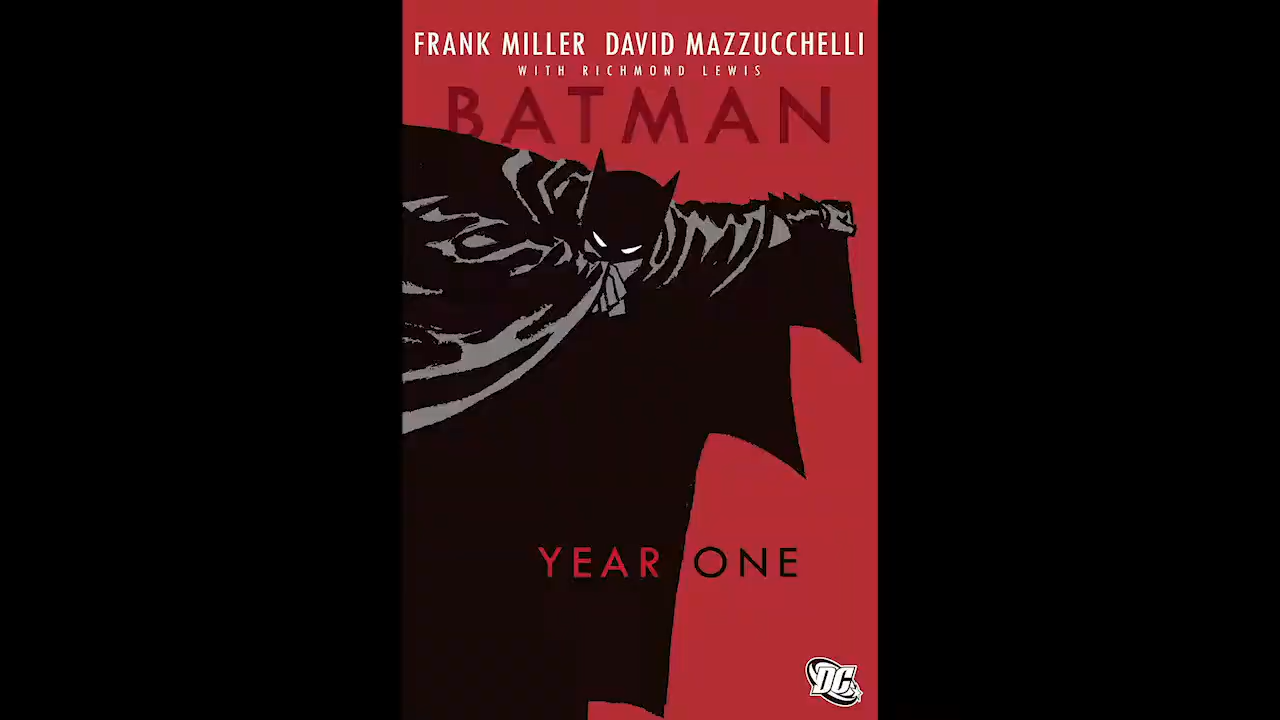 FRANK MILLER DAVID MAZZUCCHELLI
WITH RICHMOND LEWIS
BATMAN
YEAR ONE
DC